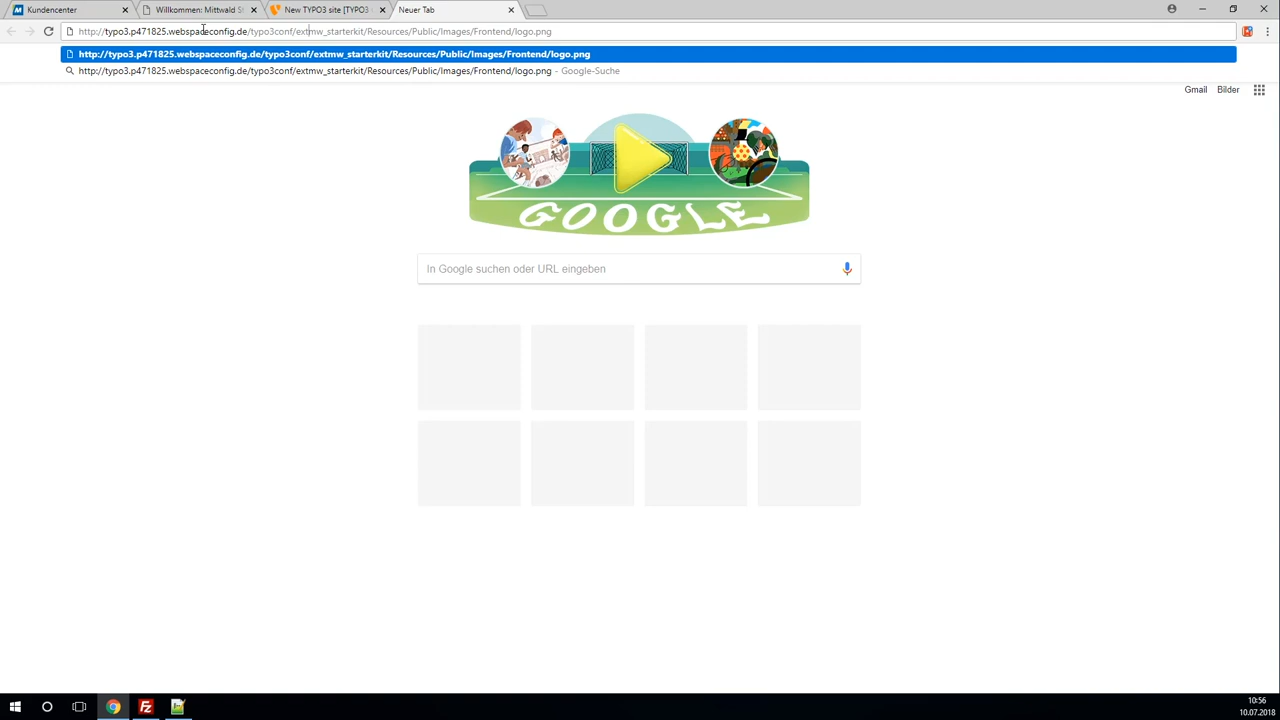 Kundencenter
Willkommen: Mittwald St
New TYPO3 site [TYPO3
Neuer Tab
http://typo3.p471825.webspaceconfig.de/typo3conf/extmw_starterkit/Resources/Public/Images/Frontend/logo.png
http://typo3.p471825.webspaceconfig.de/typo3conf/extmw_starterkit/Resources/Public/Images/Frontend/logo.png
http://typo3.p471825.webspaceconfig.de/typo3conf/extmw_starterkit/Resources/Public/Images/Frontend/logo.png - Google-Suche
Gmail Bilder
GOOGLE
In Google suchen oder URL eingeben
10:56
10.07.2018